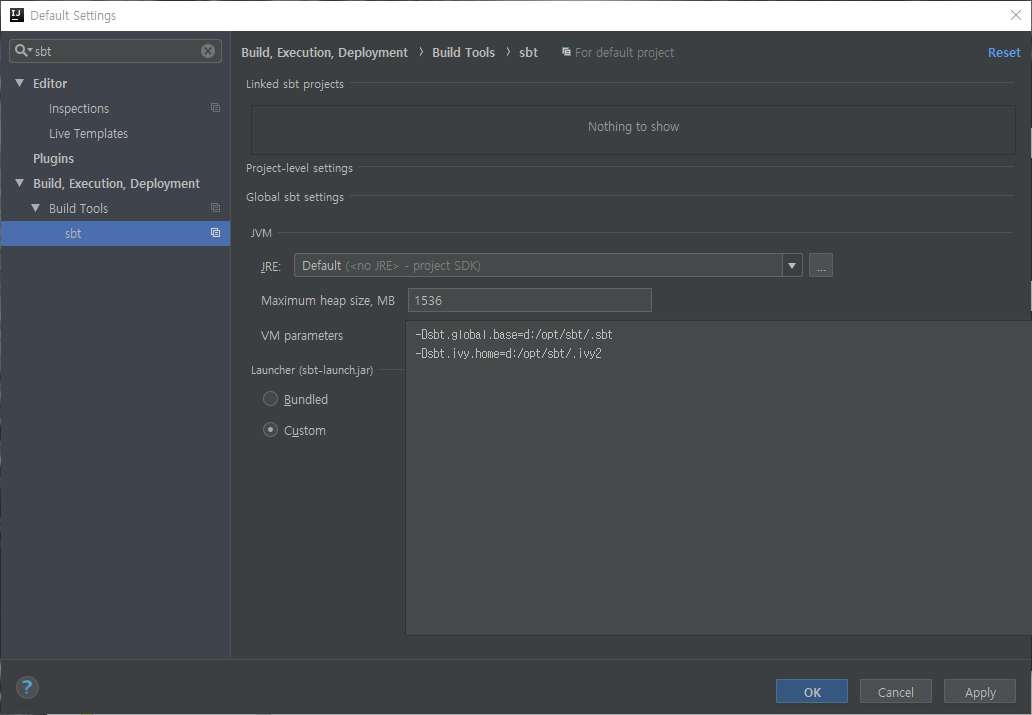 Default Settings
sbt
Editor
Inspections
Live Templates
Plugins
Build, Execution, Deployment
Build Tools
sbt
Build, Execution, Deployment › Build Tools › sbt For default project Reset
Linked sbt projects
Nothing to show
Project-level settings
Global sbt settings
JVM
JRE: Default (<no JRE> - project SDK) ...
Maximum heap size, MB 1536
VM parameters -Dsbt.global.base=d:/opt/sbt/.sbt
-Dsbt.ivy.home=d:/opt/sbt/.ivy2
Launcher (sbt-launch.jar)
Bundled
Custom
? OK Cancel Apply